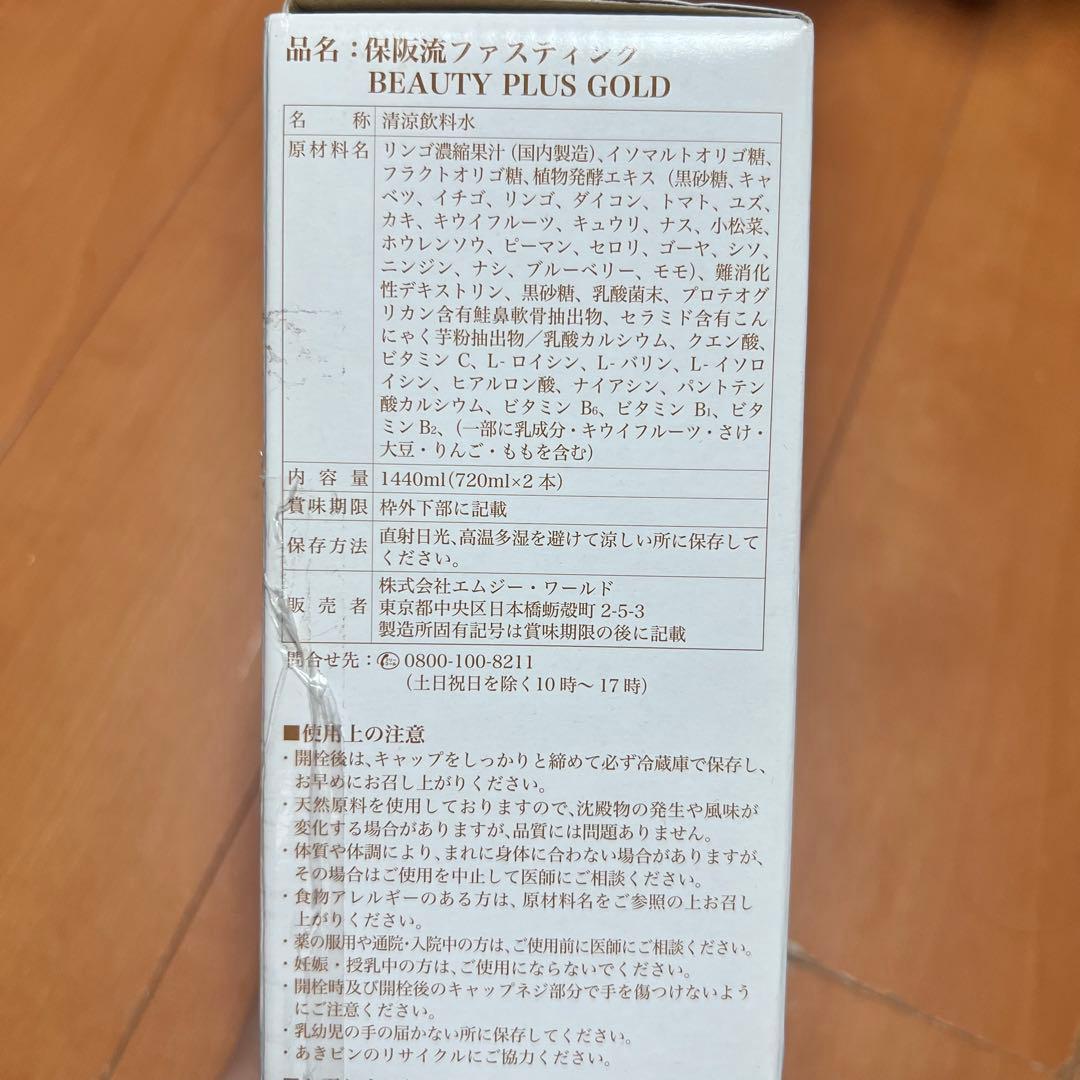 品名：保阪流ファスティング
BEAUTY PLUS GOLD
名　　称 清涼飲料水
原材料名 リンゴ濃縮果汁（国内製造）、イソマルトオリゴ糖、
フラクトオリゴ糖、植物発酵エキス（黒砂糖、キャ
ベツ、イチゴ、リンゴ、ダイコン、トマト、ユズ、
カキ、キウイフルーツ、キュウリ、ナス、小松菜、
ホウレンソウ、ピーマン、セロリ、ゴーヤ、シソ、
ニンジン、ナシ、ブルーベリー、モモ）、難消化
性デキストリン、黒砂糖、乳酸菌末、プロテオグ
リカン含有鮭鼻軟骨抽出物、セラミド含有こん
にゃく芋粉抽出物／乳酸カルシウム、クエン酸、
ビタミン C、L-ロイシン、L-バリン、L-イソロ
イシン、ヒアルロン酸、ナイアシン、パントテン
酸カルシウム、ビタミン B₆、ビタミン B₁、ビタ
ミン B₂、（一部に乳成分・キウイフルーツ・さけ・
大豆・りんご・ももを含む）
内 容 量 1440ml（720ml×2 本）
賞味期限 枠外下部に記載
保存方法 直射日光、高温多湿を避けて涼しい所に保存して
ください。
販 売 者 株式会社エムジー・ワールド
東京都中央区日本橋蛎殻町 2-5-3
製造所固有記号は賞味期限の後に記載
問合せ先： 0800-100-8211
（土日祝日を除く10 時〜 17 時）
■使用上の注意
・開栓後は、キャップをしっかりと締めて必ず冷蔵庫で保存し、
お早めにお召し上がりください。
・天然原料を使用しておりますので、沈殿物の発生や風味が
変化する場合がありますが、品質には問題ありません。
・体質や体調により、まれに身体に合わない場合がありますが、
その場合はご使用を中止して医師にご相談ください。
・食物アレルギーのある方は、原材料名をご参照の上お召し
上がりください。
・薬の服用や通院・入院中の方は、ご使用前に医師にご相談ください。
・妊娠・授乳中の方は、ご使用にならないでください。
・開栓時及び開栓後のキャップネジ部分で手を傷つけないよう
にご注意ください。
・乳幼児の手の届かない所に保存してください。
・あきビンのリサイクルにご協力ください。